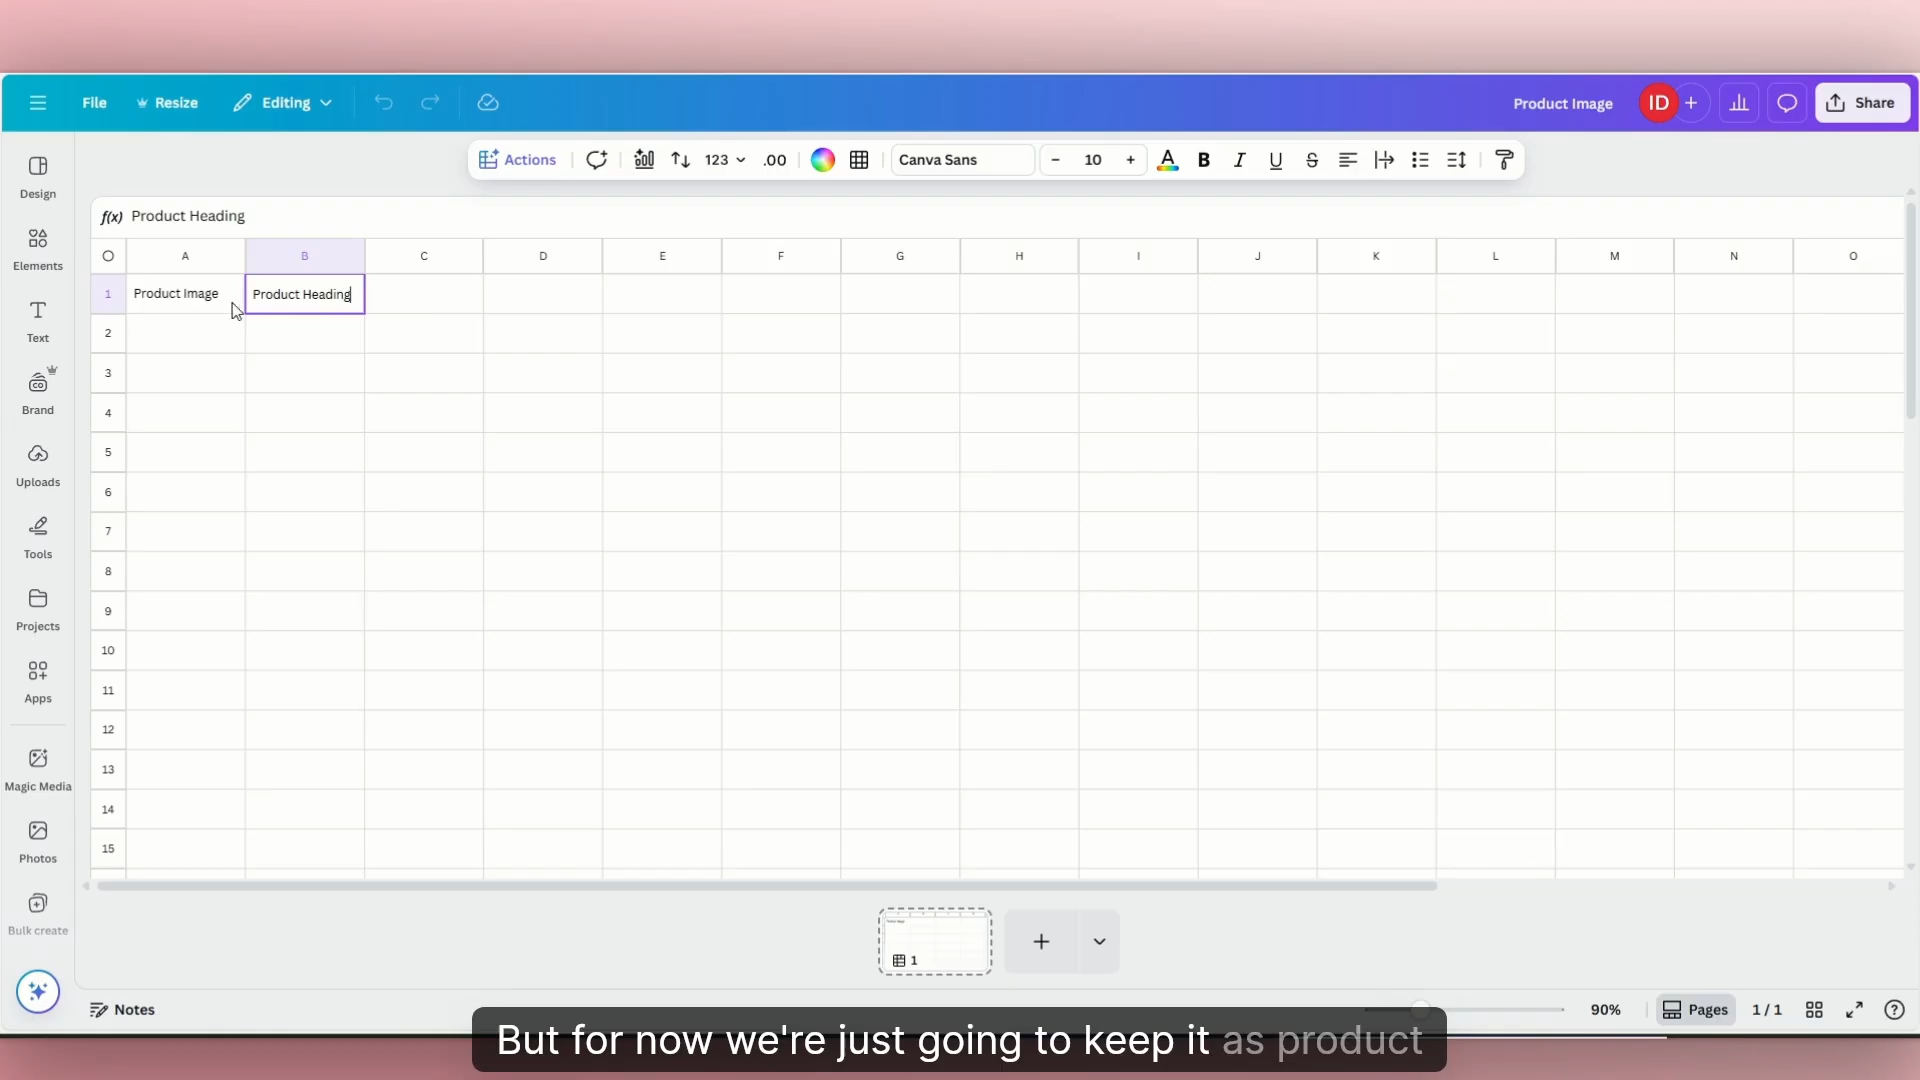 File
Resize
Editing
Product Image
ID
+
Share
Actions
123
.00
Canva Sans
- 10 +
A
B
I
U
S
f(x) Product Heading
A B C D E F G H I J K L M N O
1 Product Image Product Heading
2
3
4
5
6
7
8
9
10
11
12
13
14
15
Design
Elements
Text
CO
Brand
Uploads
Tools
Projects
Apps
Magic Media
Photos
Bulk create
1
+
Notes
90%
Pages
1 / 1
?
But for now we're just going to keep it as product